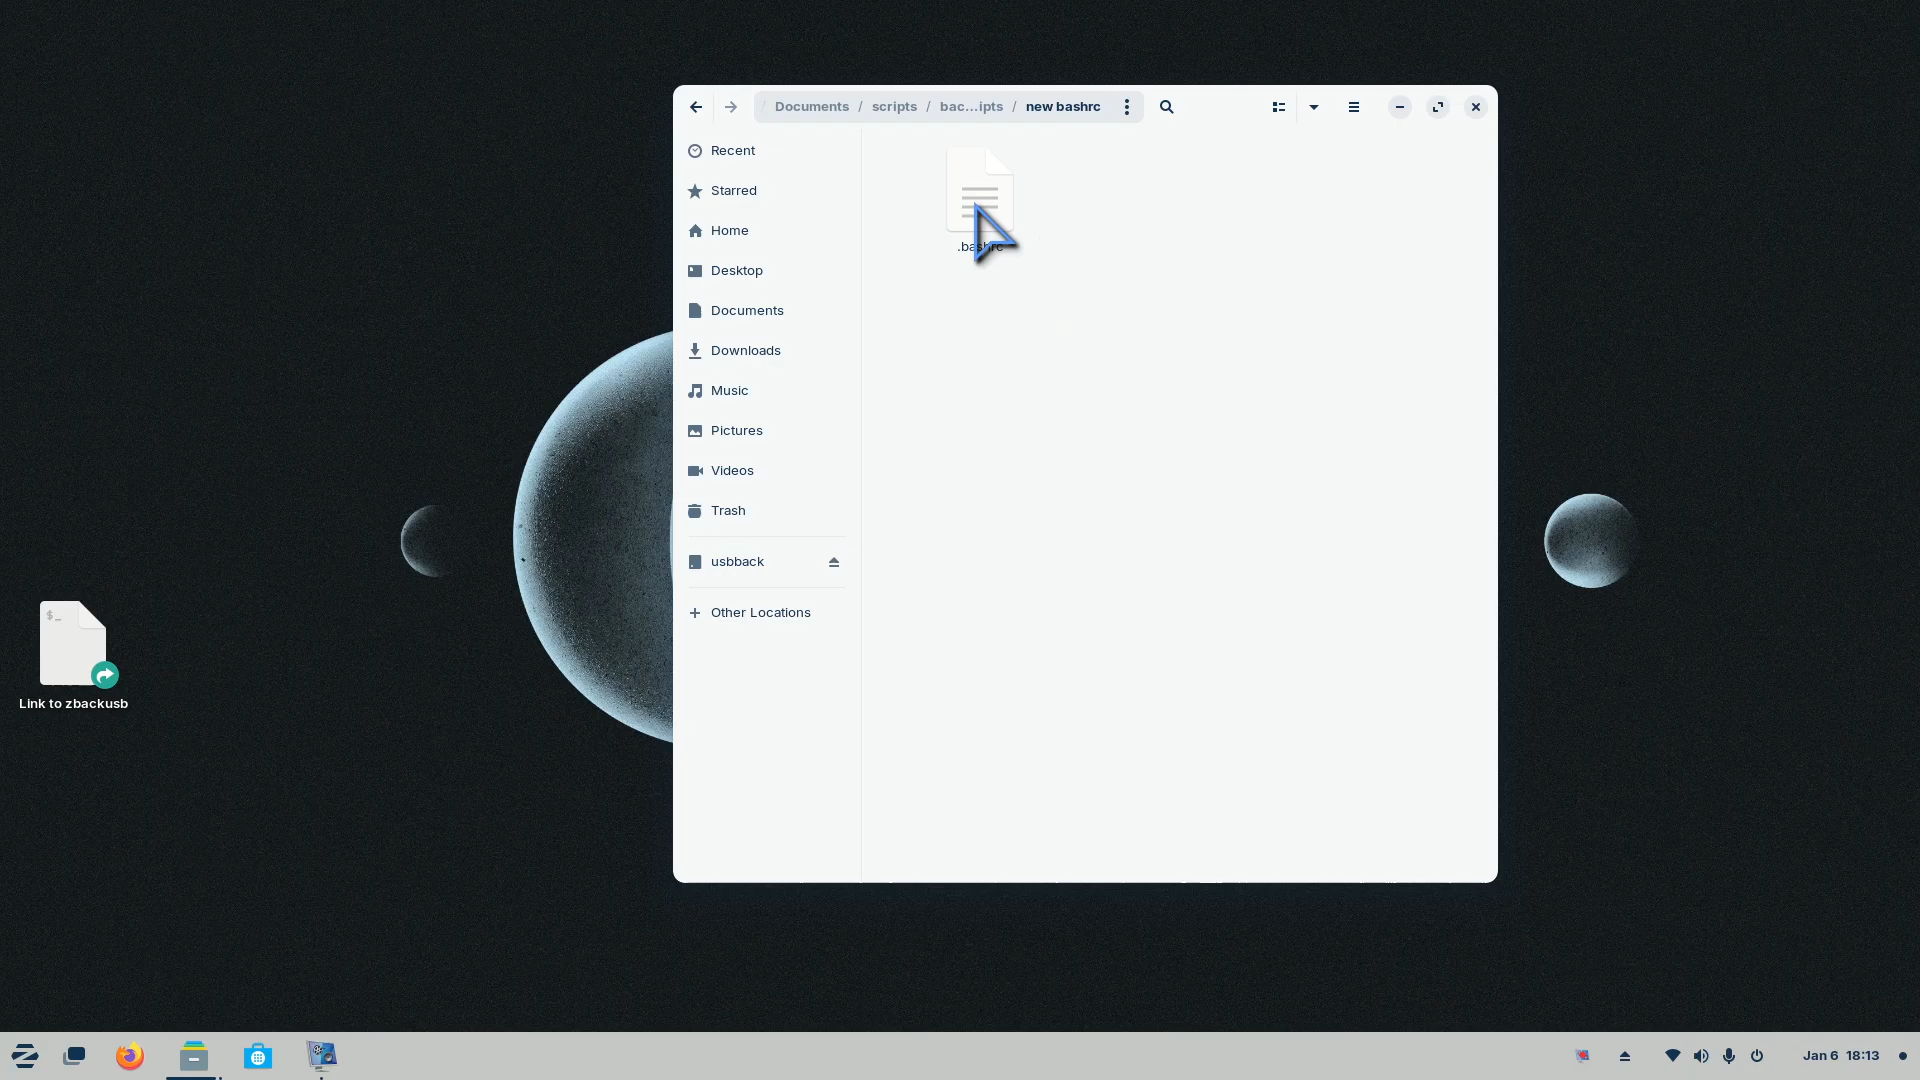 Documents / scripts / bac...ipts / new bashrc
Recent
Starred
Home
Desktop
Documents
Downloads
Music
Pictures
Videos
Trash
usbback
Other Locations
.bashrc
$_
Link to zbackusb
Jan 6 18:13